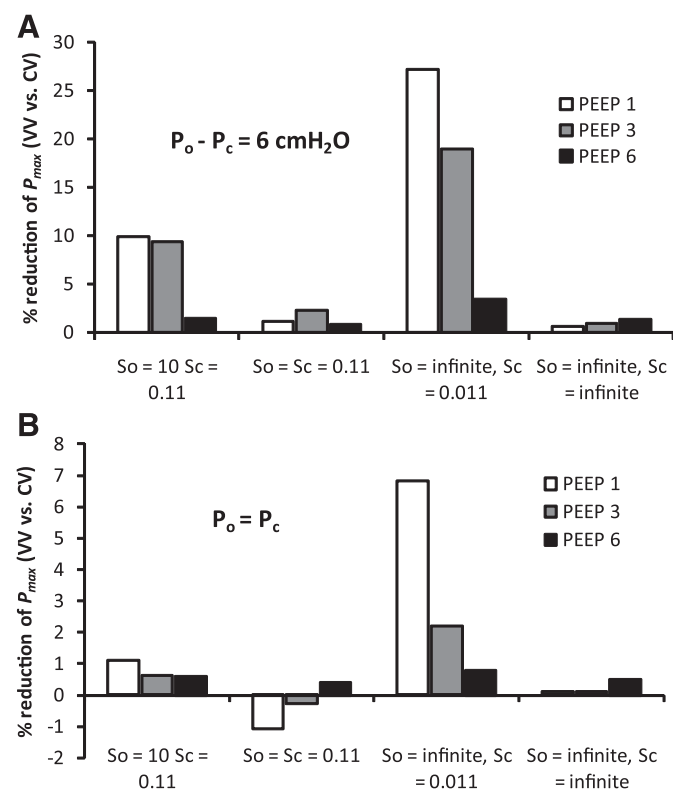 A
30
25
20
15
10
5
0
% reduction of Pmax (VV vs. CV)
Po - Pc = 6 cmH2O
PEEP 1
PEEP 3
PEEP 6
So = 10 Sc =
0.11
So = Sc = 0.11
So = infinite, Sc
= 0.011
So = infinite, Sc
= infinite
B
8
7
6
5
4
3
2
1
0
-1
-2
% reduction of Pmax (VV vs. CV)
Po = Pc
PEEP 1
PEEP 3
PEEP 6
So = 10 Sc =
0.11
So = Sc = 0.11
So = infinite, Sc
= 0.011
So = infinite, Sc
= infinite